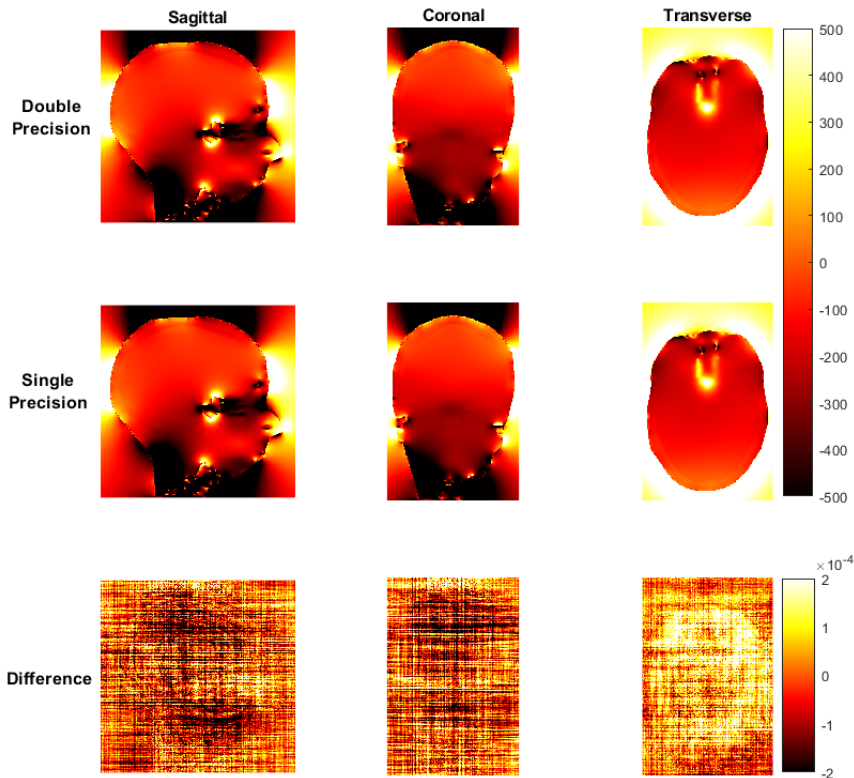 Sagittal
Coronal
Transverse
Double
Precision
500
400
300
200
100
0
-100
-200
-300
-400
-500
Single
Precision
Difference
×10⁻⁴
2
1
0
-1
-2